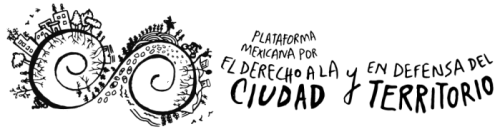 PLATAFORMA
MEXICANA POR
EL DERECHO A LA
CIUDAD
y
EN DEFENSA DEL
TERRITORIO